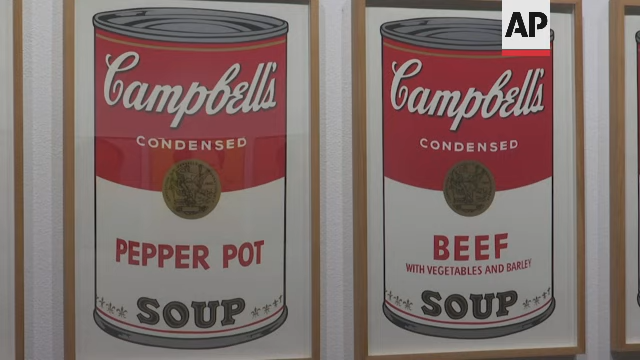 Campbell's
CONDENSED
PEPPER POT
SOUP
Campbell's
CONDENSED
BEEF
WITH VEGETABLES AND BARLEY
SOUP
AP